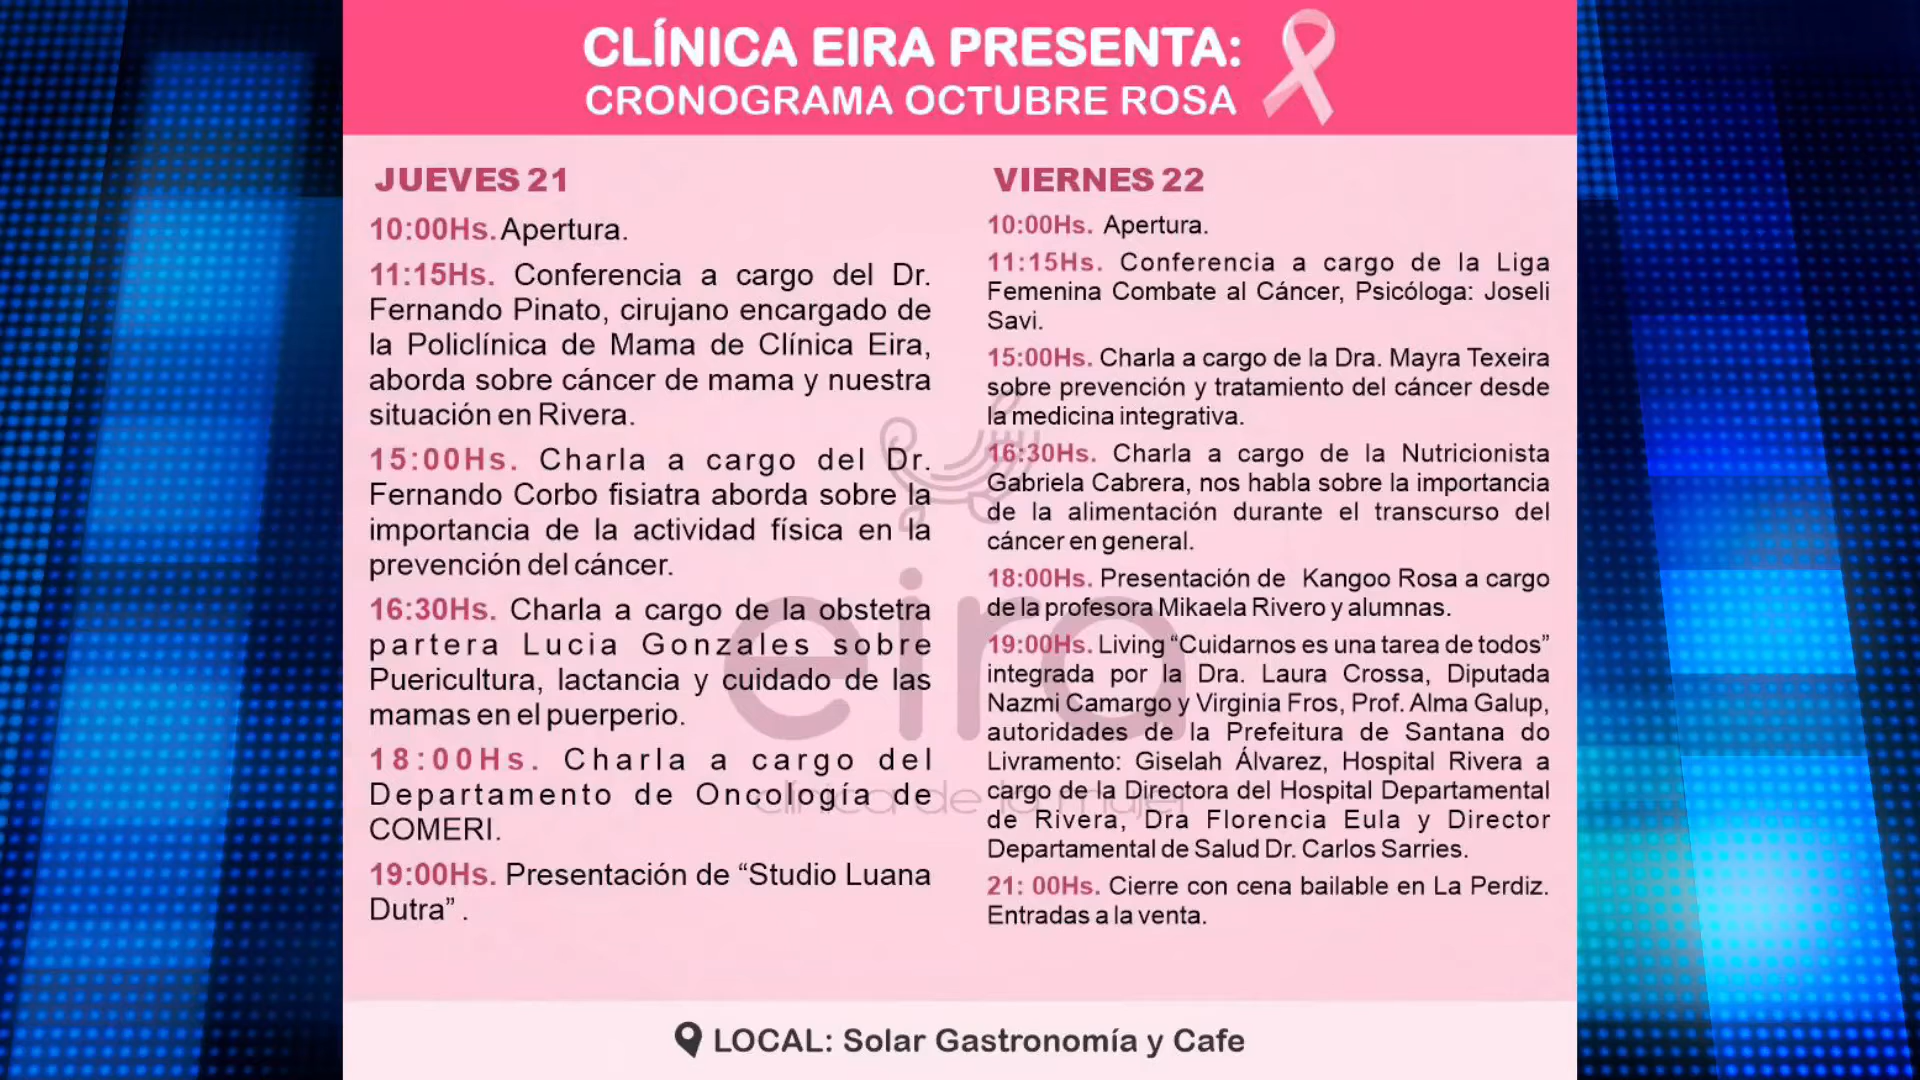 CLÍNICA EIRA PRESENTA:
CRONOGRAMA OCTUBRE ROSA
JUEVES 21
10:00Hs. Apertura.
11:15Hs. Conferencia a cargo del Dr.
Fernando Pinato, cirujano encargado de
la Policlínica de Mama de Clínica Eira,
aborda sobre cáncer de mama y nuestra
situación en Rivera.
15:00Hs. Charla a cargo del Dr.
Fernando Corbo fisiatra aborda sobre la
importancia de la actividad física en la
prevención del cáncer.
16:30Hs. Charla a cargo de la obstetra
partera Lucia Gonzales sobre
Puericultura, lactancia y cuidado de las
mamas en el puerperio.
18:00Hs. Charla a cargo del
Departamento de Oncología de
COMERI.
19:00Hs. Presentación de “Studio Luana
Dutra” .
VIERNES 22
10:00Hs. Apertura.
11:15Hs. Conferencia a cargo de la Liga
Femenina Combate al Cáncer, Psicóloga: Joseli
Savi.
15:00Hs. Charla a cargo de la Dra. Mayra Texeira
sobre prevención y tratamiento del cáncer desde
la medicina integrativa.
16:30Hs. Charla a cargo de la Nutricionista
Gabriela Cabrera, nos habla sobre la importancia
de la alimentación durante el transcurso del
cáncer en general.
18:00Hs. Presentación de Kangoo Rosa a cargo
de la profesora Mikaela Rivero y alumnas.
19:00Hs. Living “Cuidarnos es una tarea de todos”
integrada por la Dra. Laura Crossa, Diputada
Nazmi Camargo y Virginia Fros, Prof. Alma Galup,
autoridades de la Prefeitura de Santana do
Livramento: Giselah Álvarez, Hospital Rivera a
cargo de la Directora del Hospital Departamental
de Rivera, Dra Florencia Eula y Director
Departamental de Salud Dr. Carlos Sarries.
21: 00Hs. Cierre con cena bailable en La Perdiz.
Entradas a la venta.
eira
clínica de la mujer
LOCAL: Solar Gastronomía y Cafe